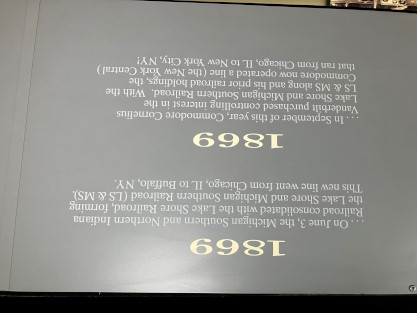 1869
. . . On June 3, the Michigan Southern and Northern Indiana
Railroad consolidated with the Lake Shore Railroad, forming
the Lake Shore and Michigan Southern Railroad (LS & MS).
This new line went from Chicago, IL to Buffalo, NY.
1869
. . . In September of this year, Commodore Cornelius
Vanderbilt purchased controlling interest in the
Lake Shore and Michigan Southern Railroad. With the
LS & MS along and his prior railroad holdings, the
Commodore now operated a line (the New York Central)
that ran from Chicago, IL to New York City, NY!